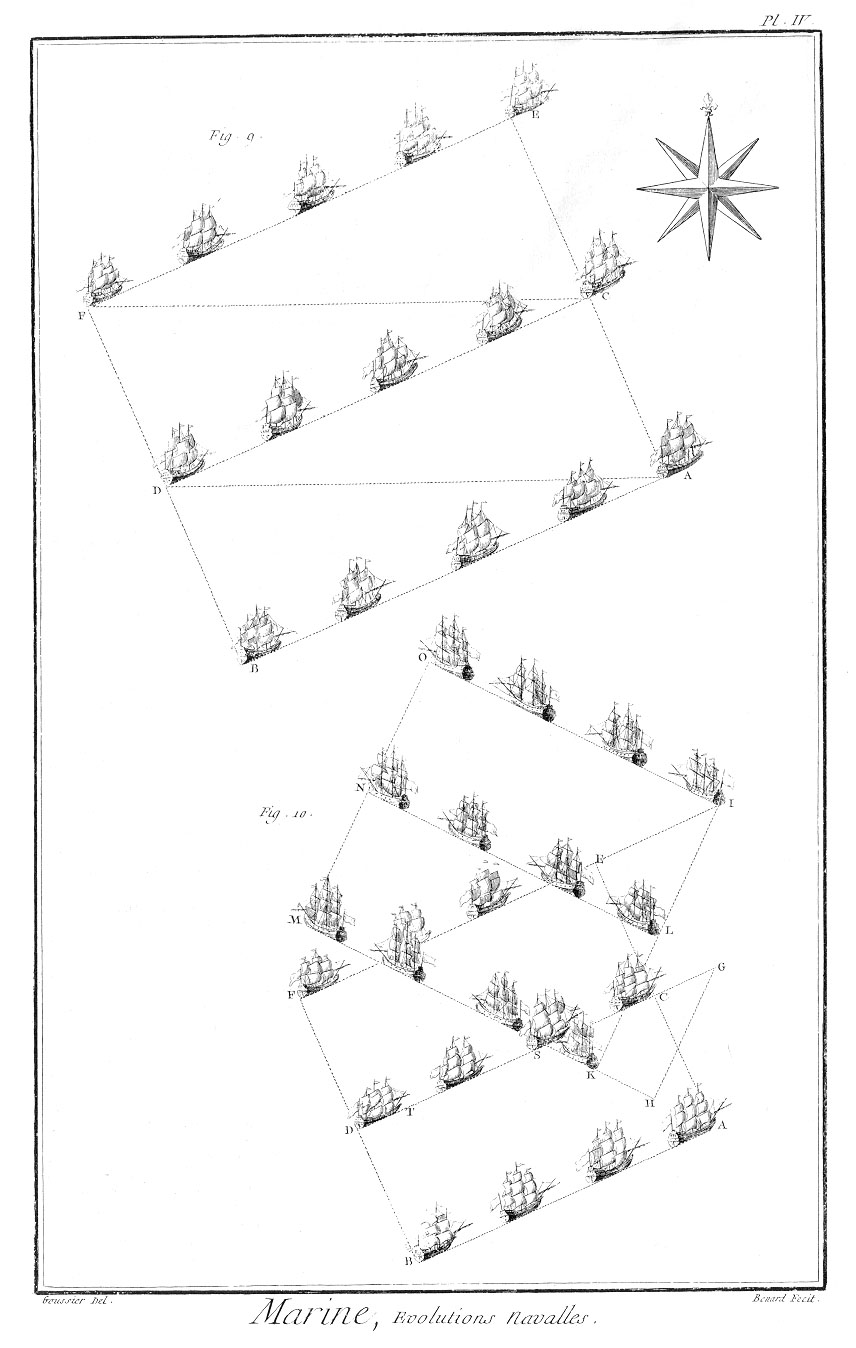 Pl. IV.
Fig. 9.
E
F
C
D
A
B
O
N
I
Fig. 10.
E
M
L
F
G
C
S
K
H
D
T
A
B
Goussier Del.
Benard Fecit.
Marine, Evolutions Navalles.